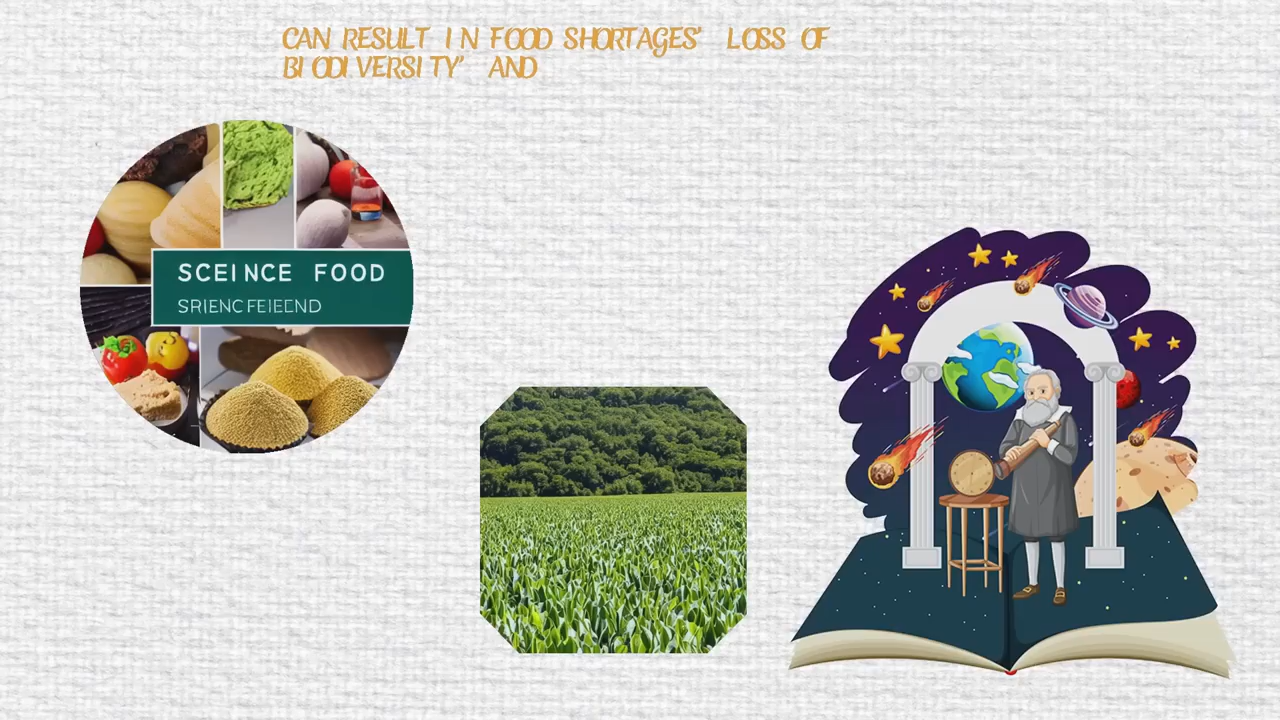 CAN RESULT IN FOOD SHORTAGES’ LOSS OF
BIODIVERSITY’ AND
SCEINCE FOOD
SRIENC FEIEEND